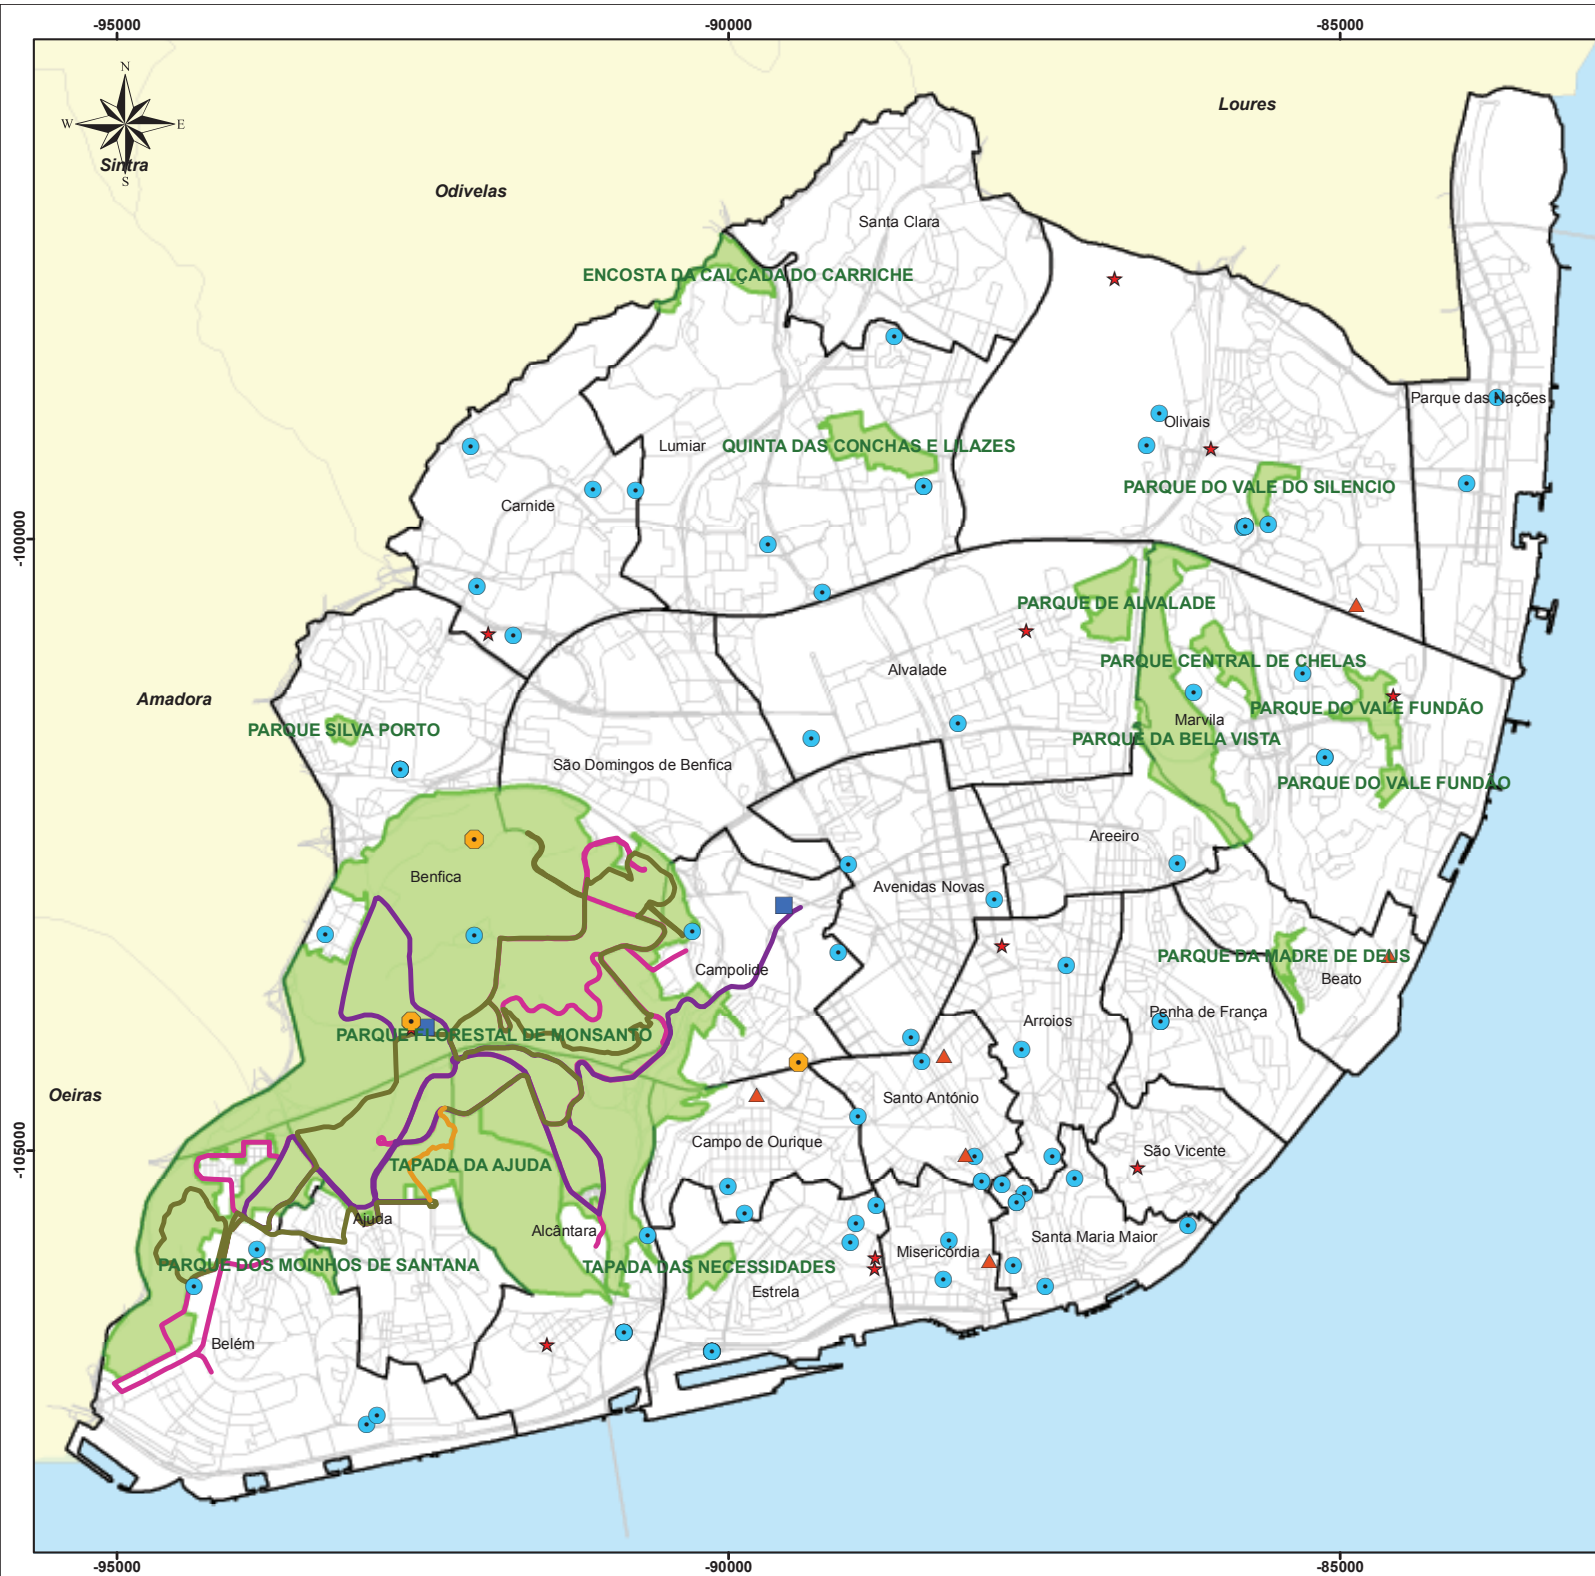 -95000
-90000
-85000
N
W
E
S
Sintra
Loures
Odivelas
Santa Clara
ENCOSTA DA CALÇADA DO CARRICHE
Parque das Nações
Olivais
Lumiar
QUINTA DAS CONCHAS E LILAZES
PARQUE DO VALE DO SILENCIO
Carnide
-100000
PARQUE DE ALVALADE
PARQUE CENTRAL DE CHELAS
Alvalade
Amadora
PARQUE DO VALE FUNDÃO
Marvila
PARQUE SILVA PORTO
PARQUE DA BELA VISTA
São Domingos de Benfica
PARQUE DO VALE FUNDÃO
Areeiro
Benfica
Avenidas Novas
PARQUE DA MADRE DE DEUS
Campolide
Beato
Penha de França
Arroios
PARQUE FLORESTAL DE MONSANTO
Oeiras
Santo António
Campo de Ourique
São Vicente
TAPADA DA AJUDA
-105000
Ajuda
Alcântara
Santa Maria Maior
Misericórdia
PARQUE DOS MOINHOS DE SANTANA
TAPADA DAS NECESSIDADES
Estrela
Belém
-95000
-90000
-85000